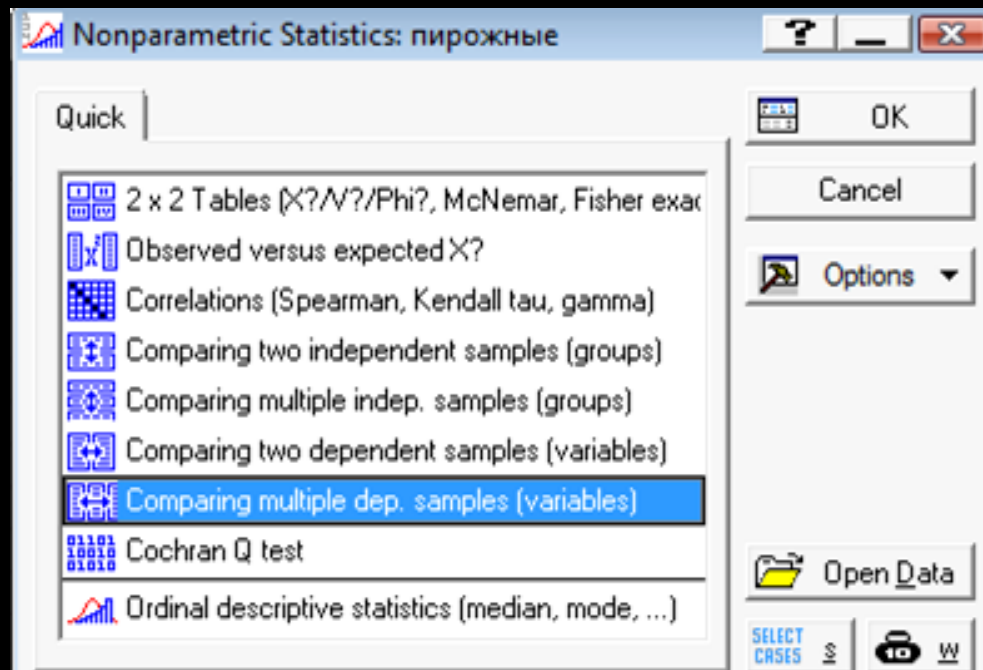 Nonparametric Statistics: пирожные
?
Quick
2 x 2 Tables (X?/V?/Phi?, McNemar, Fisher exac
Observed versus expected X?
Correlations (Spearman, Kendall tau, gamma)
Comparing two independent samples (groups)
Comparing multiple indep. samples (groups)
Comparing two dependent samples (variables)
Comparing multiple dep. samples (variables)
Cochran Q test
Ordinal descriptive statistics (median, mode, ...)
OK
Cancel
Options
Open Data
SELECT
CASES S
10 W